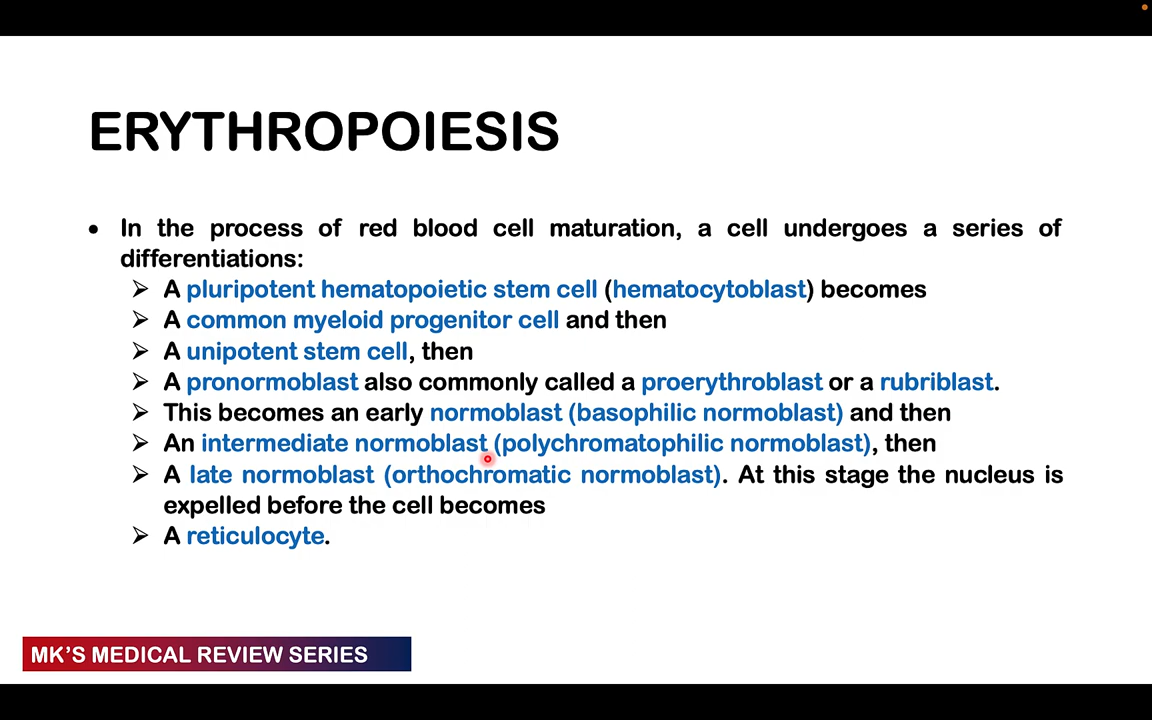 ERYTHROPOIESIS
• In the process of red blood cell maturation, a cell undergoes a series of
differentiations:
➢ A pluripotent hematopoietic stem cell (hematocytoblast) becomes
➢ A common myeloid progenitor cell and then
➢ A unipotent stem cell, then
➢ A pronormoblast also commonly called a proerythroblast or a rubriblast.
➢ This becomes an early normoblast (basophilic normoblast) and then
➢ An intermediate normoblast (polychromatophilic normoblast), then
➢ A late normoblast (orthochromatic normoblast). At this stage the nucleus is
expelled before the cell becomes
➢ A reticulocyte.
MK'S MEDICAL REVIEW SERIES